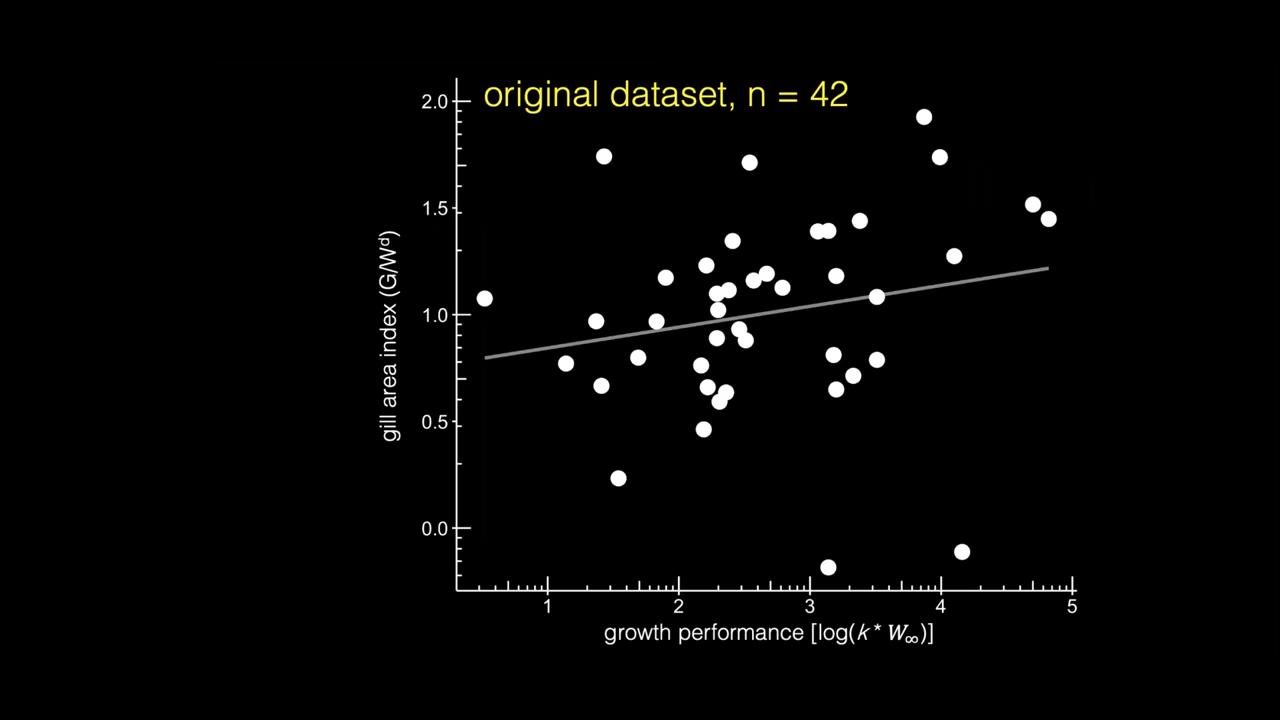 original dataset, n = 42
2.0
1.5
1.0
0.5
0.0
gill area index (G/Wᵈ)
1 2 3 4 5
growth performance [log(k * W∞)]